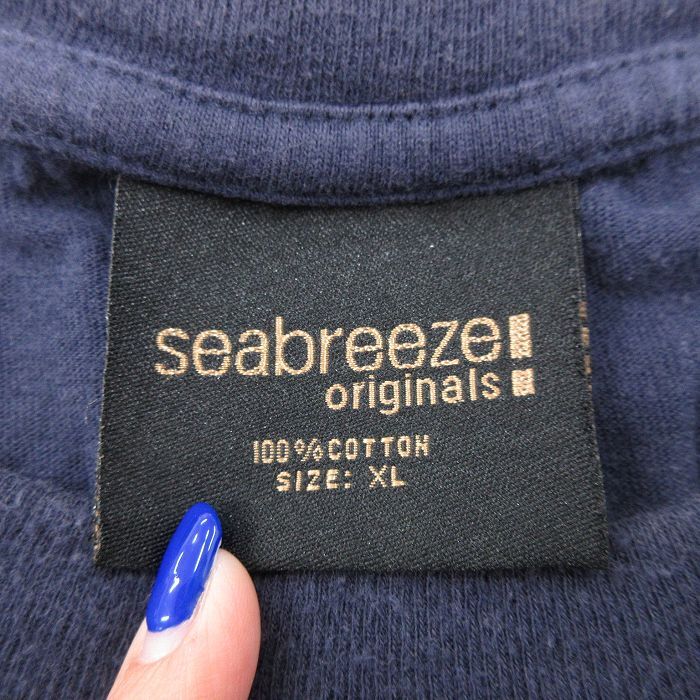 seabreeze
originals
100% COTTON
SIZE: XL